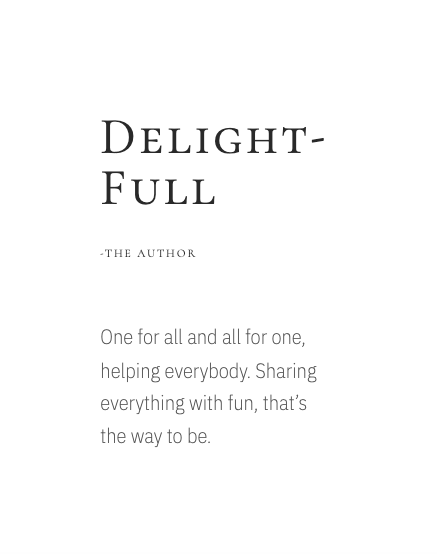 Delight-
Full
-THE AUTHOR
One for all and all for one,
helping everybody. Sharing
everything with fun, that’s
the way to be.